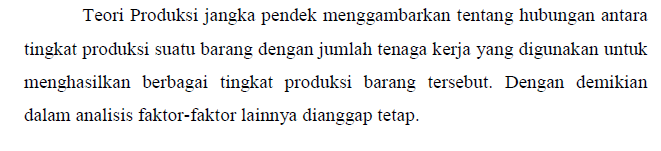 Teori Produksi jangka pendek menggambarkan tentang hubungan antara
tingkat produksi suatu barang dengan jumlah tenaga kerja yang digunakan untuk
menghasilkan berbagai tingkat produksi barang tersebut. Dengan demikian
dalam analisis faktor-faktor lainnya dianggap tetap.